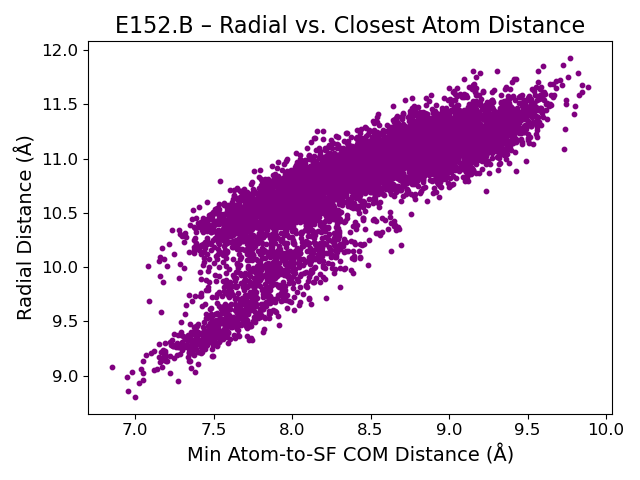 E152.B – Radial vs. Closest Atom Distance
12.0
11.5
11.0
10.5
10.0
9.5
9.0
Radial Distance (Å)
7.0 7.5 8.0 8.5 9.0 9.5 10.0
Min Atom-to-SF COM Distance (Å)